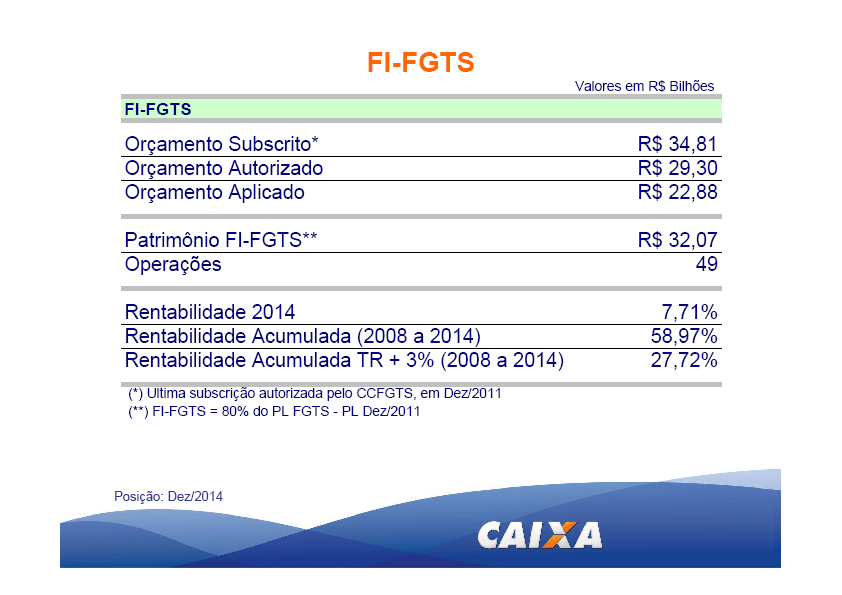 FI-FGTS
Valores em R$ Bilhões
FI-FGTS
Orçamento Subscrito* R$ 34,81
Orçamento Autorizado R$ 29,30
Orçamento Aplicado R$ 22,88
Patrimônio FI-FGTS** R$ 32,07
Operações 49
Rentabilidade 2014 7,71%
Rentabilidade Acumulada (2008 a 2014) 58,97%
Rentabilidade Acumulada TR + 3% (2008 a 2014) 27,72%
(*) Ultima subscrição autorizada pelo CCFGTS, em Dez/2011
(**) FI-FGTS = 80% do PL FGTS - PL Dez/2011
Posição: Dez/2014
CAIXA